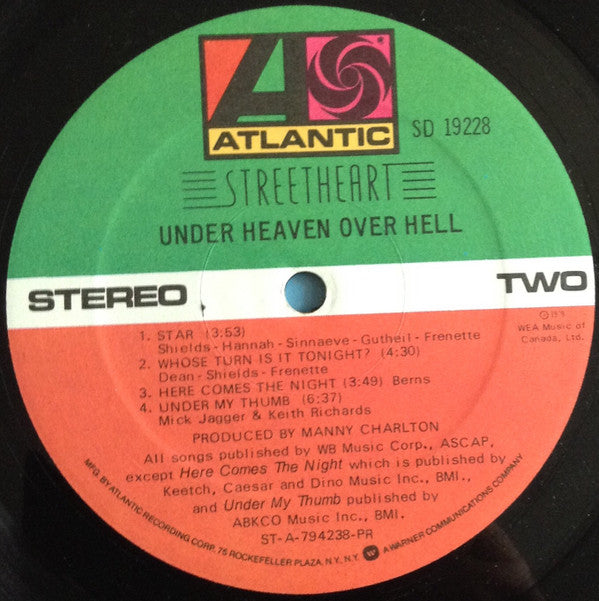 ATLANTIC
SD 19228
STREETHEART
UNDER HEAVEN OVER HELL
STEREO
TWO
WEA Music of
Canada, Ltd.
1. STAR (3:53)
Shields - Hannah - Sinnaeve - Gutheil - Frenette
2. WHOSE TURN IS IT TONIGHT? (4:30)
Dean - Shields - Frenette
3. HERE COMES THE NIGHT (3:49) Berns
4. UNDER MY THUMB (6:37)
Mick Jagger & Keith Richards
PRODUCED BY MANNY CHARLTON
All songs published by WB Music Corp., ASCAP,
except Here Comes The Night which is published by
Keetch, Caesar and Dino Music Inc., BMI.,
and Under My Thumb published by
ABKCO Music Inc., BMI.
ST-A-794238-PR
MFG. BY ATLANTIC RECORDING CORP. 75 ROCKEFELLER PLAZA, N.Y. N.Y. A WARNER COMMUNICATIONS COMPANY